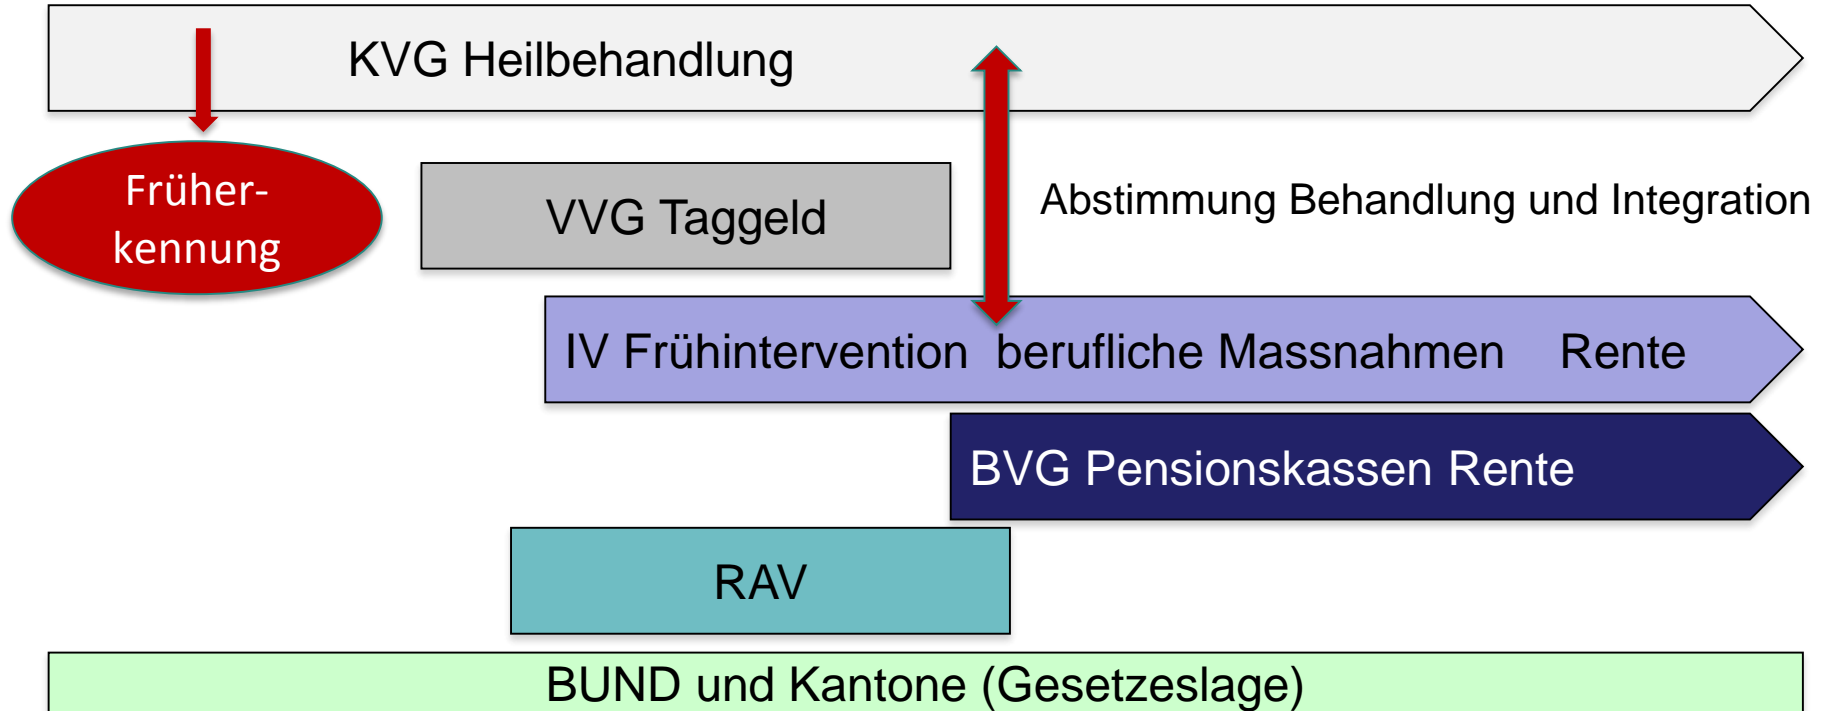 KVG Heilbehandlung
Früher-
kennung
VVG Taggeld
Abstimmung Behandlung und Integration
IV Frühintervention berufliche Massnahmen Rente
BVG Pensionskassen Rente
RAV
BUND und Kantone (Gesetzeslage)